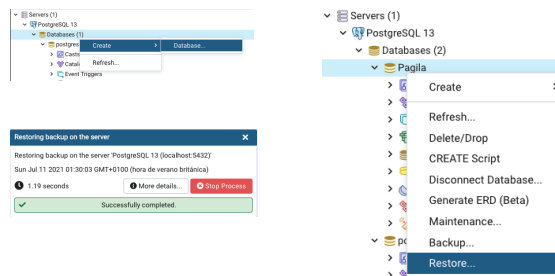 Servers (1)
PostgreSQL 13
Databases (1)
postgres
Create
Database...
Casts
Refresh...
Event Triggers
Restoring backup on the server
Restoring backup on the server 'PostgreSQL 13 (localhost:5432)'
Sun Jul 11 2021 01:30:03 GMT+0100 (hora de verano británica)
1.19 seconds
More details...
Stop Process
Successfully completed.
Servers (1)
PostgreSQL 13
Databases (2)
Pagila
Create
Refresh...
Delete/Drop
CREATE Script
Disconnect Database...
Generate ERD (Beta)
Maintenance...
Backup...
Restore...